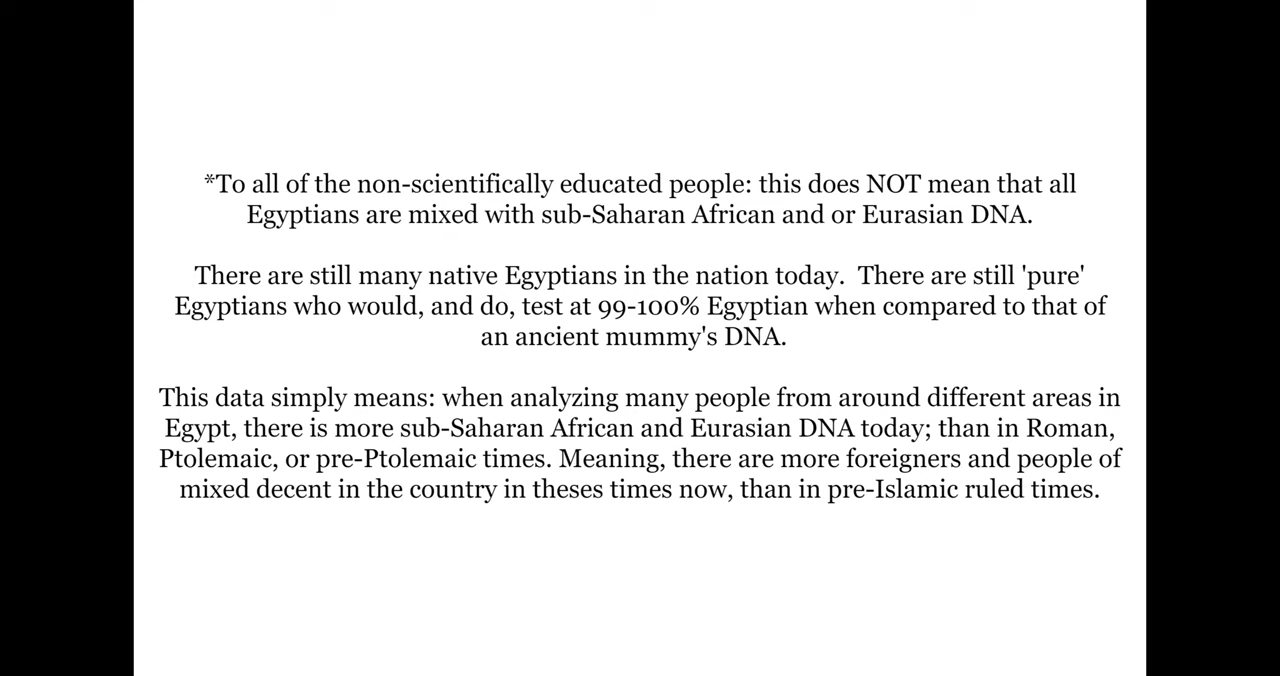 *To all of the non-scientifically educated people: this does NOT mean that all
Egyptians are mixed with sub-Saharan African and or Eurasian DNA.
There are still many native Egyptians in the nation today.  There are still 'pure'
Egyptians who would, and do, test at 99-100% Egyptian when compared to that of
an ancient mummy's DNA.
This data simply means: when analyzing many people from around different areas in
Egypt, there is more sub-Saharan African and Eurasian DNA today; than in Roman,
Ptolemaic, or pre-Ptolemaic times. Meaning, there are more foreigners and people of
mixed decent in the country in theses times now, than in pre-Islamic ruled times.